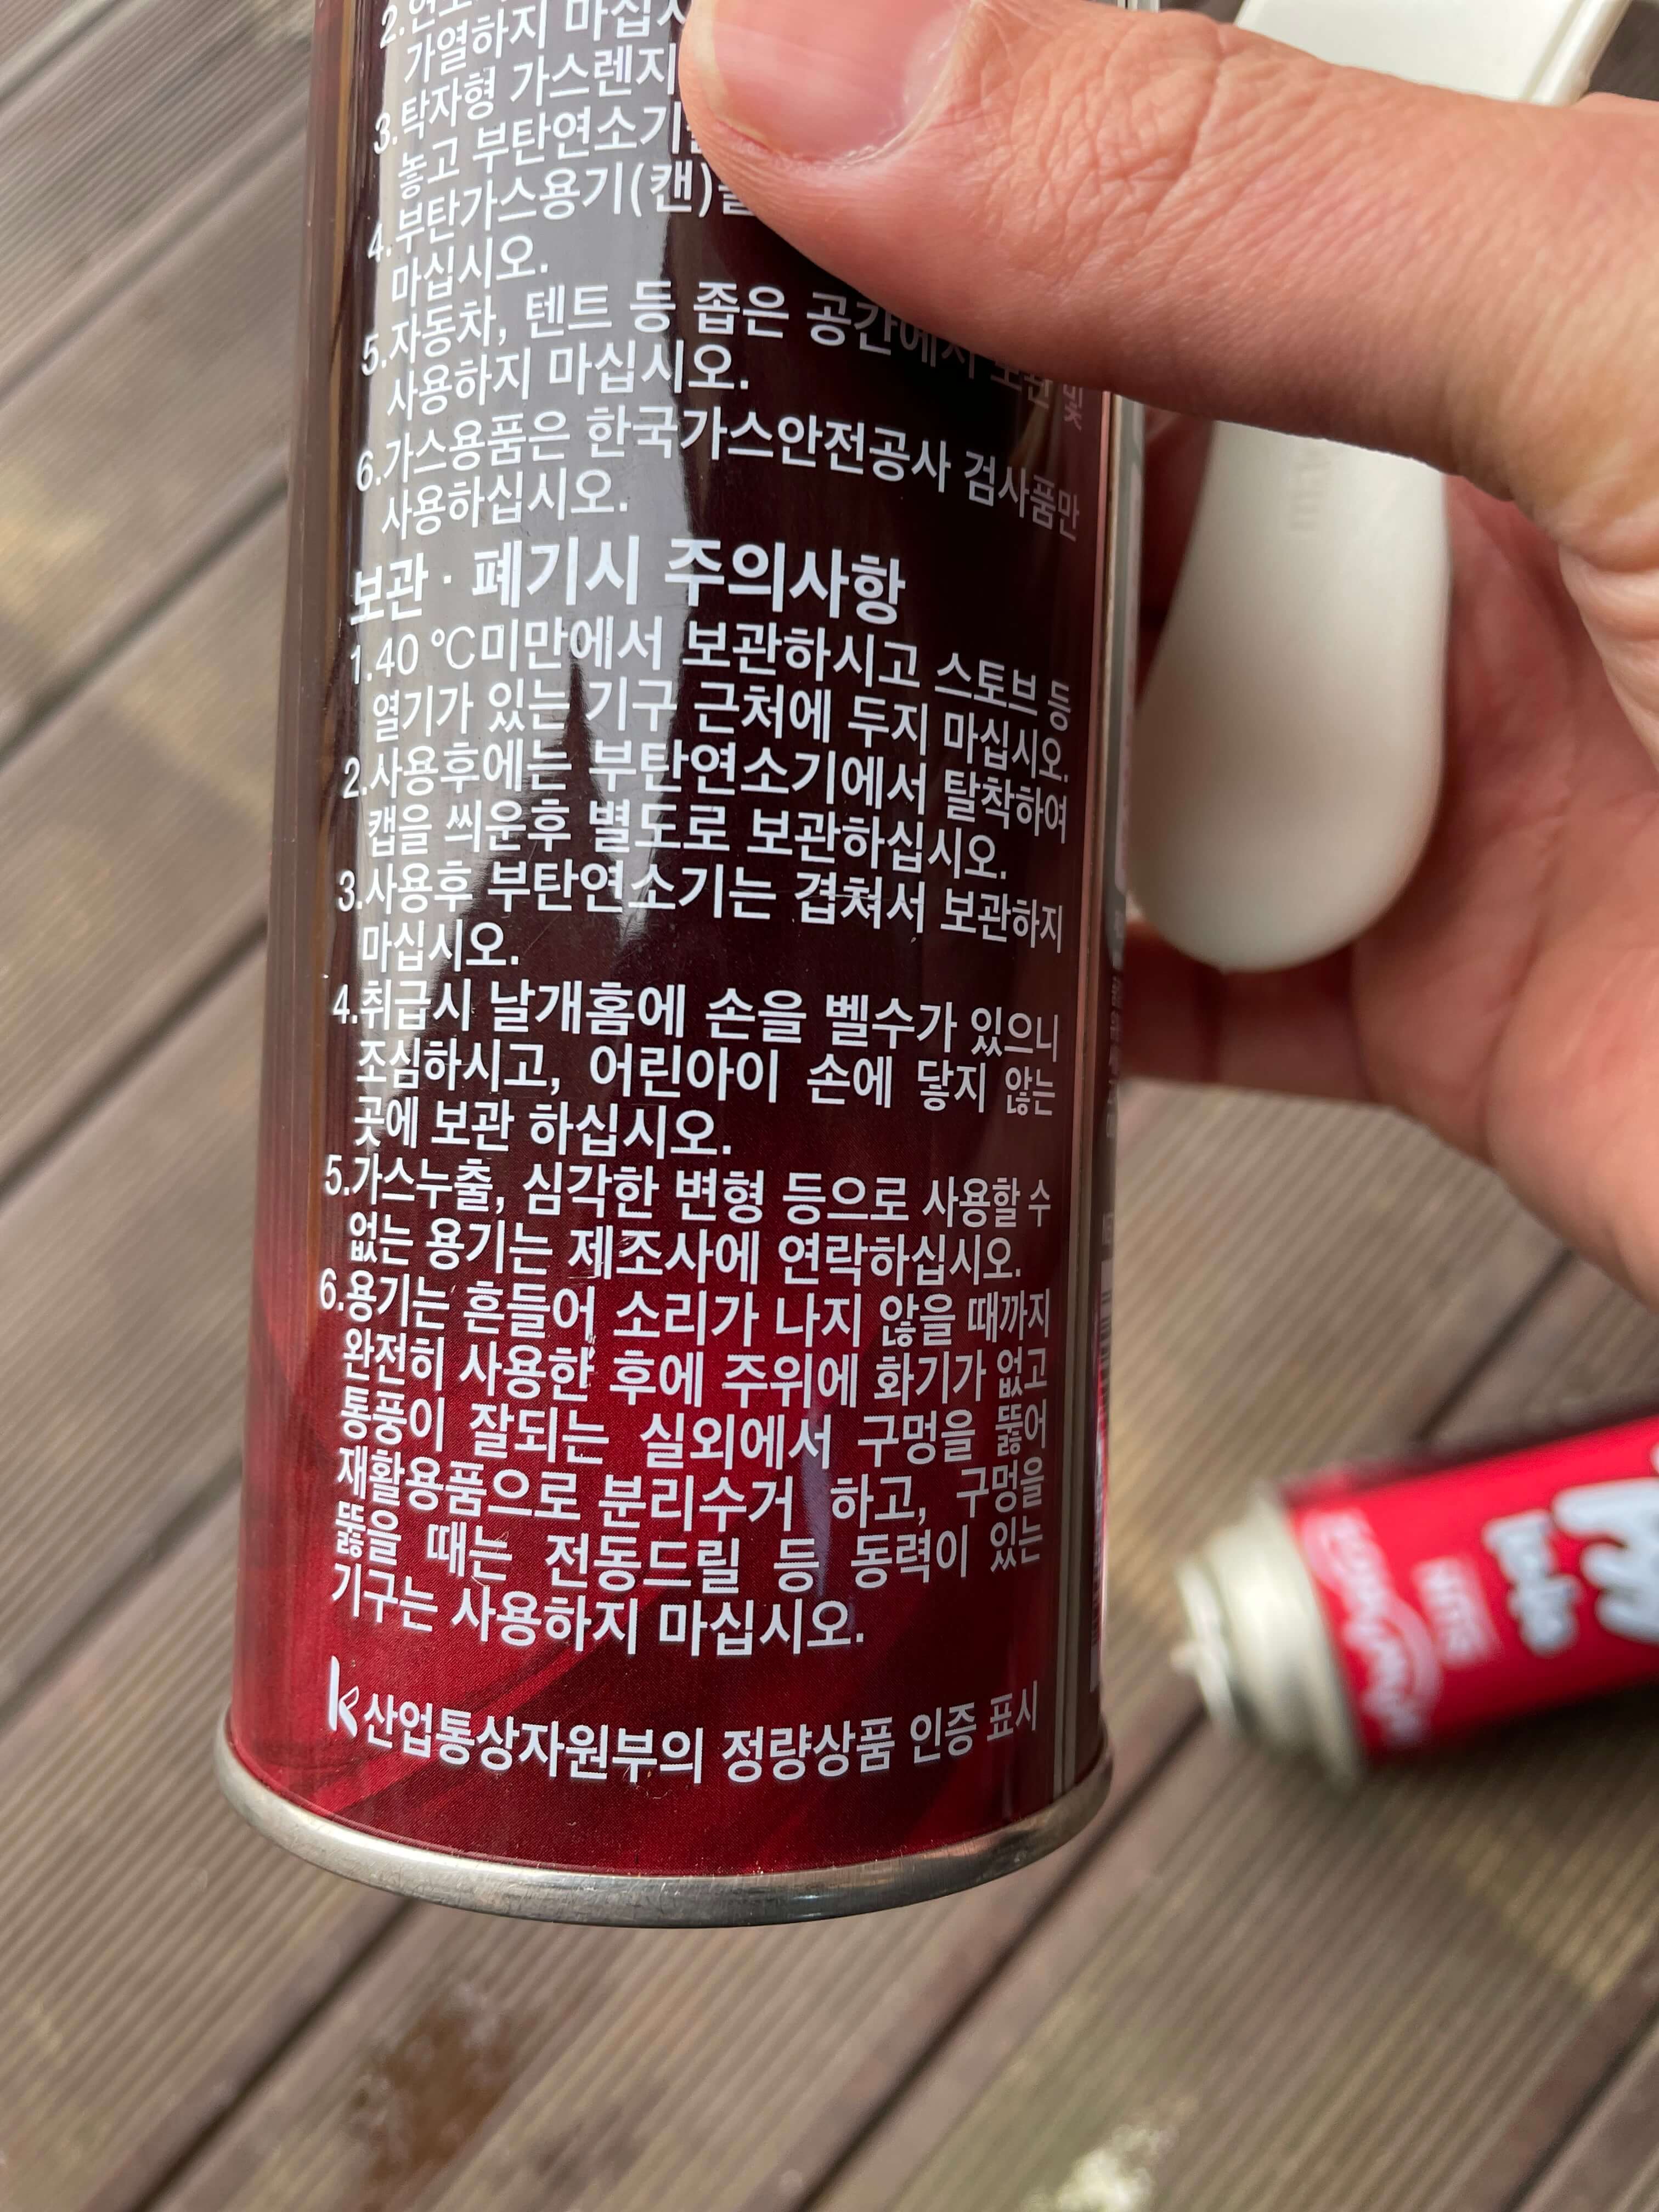 가열하지
3.탁자형 가스렌지
놓고 부탄연소기
4.부탄가스용기(캔)를
마십시오.
5.자동차, 텐트 등 좁은 공간에서 보관
사용하지 마십시오.
6.가스용품은 한국가스안전공사 검사품만
사용하십시오.
보관 · 폐기시 주의사항
1.40 ℃미만에서 보관하시고 스토브 등
열기가 있는 기구 근처에 두지 마십시오.
2.사용후에는 부탄연소기에서 탈착하여
캡을 씌운후 별도로 보관하십시오.
3.사용후 부탄연소기는 겹쳐서 보관하지
마십시오.
4.취급시 날개홈에 손을 벨수가 있으니
조심하시고, 어린아이 손에 닿지 않는
곳에 보관 하십시오.
5.가스누출, 심각한 변형 등으로 사용할 수
없는 용기는 제조사에 연락하십시오.
6.용기는 흔들어 소리가 나지 않을 때까지
완전히 사용한 후에 주위에 화기가 없고
통풍이 잘되는 실외에서 구멍을 뚫어
재활용품으로 분리수거 하고, 구멍을
뚫을 때는 전동드릴 등 동력이 있는
기구는 사용하지 마십시오.
k 산업통상자원부의 정량상품 인증 표시